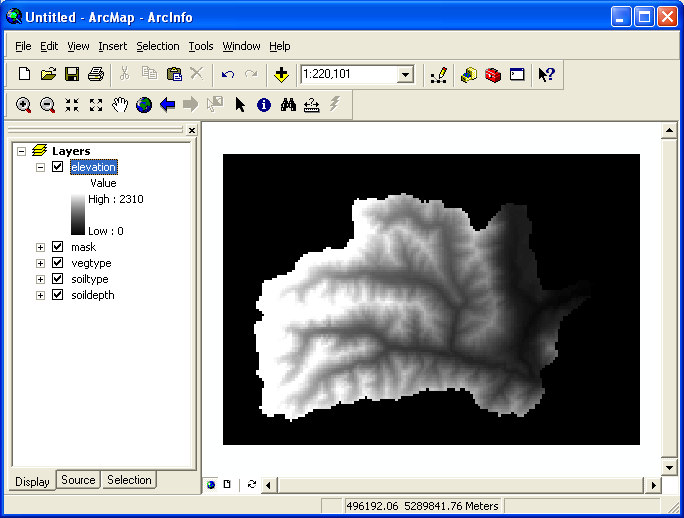 Untitled - ArcMap - ArcInfo
File Edit View Insert Selection Tools Window Help
1:220,101
Layers
elevation
Value
High : 2310
Low : 0
mask
vegtype
soiltype
soildepth
Display Source Selection
496192.06 5289841.76 Meters